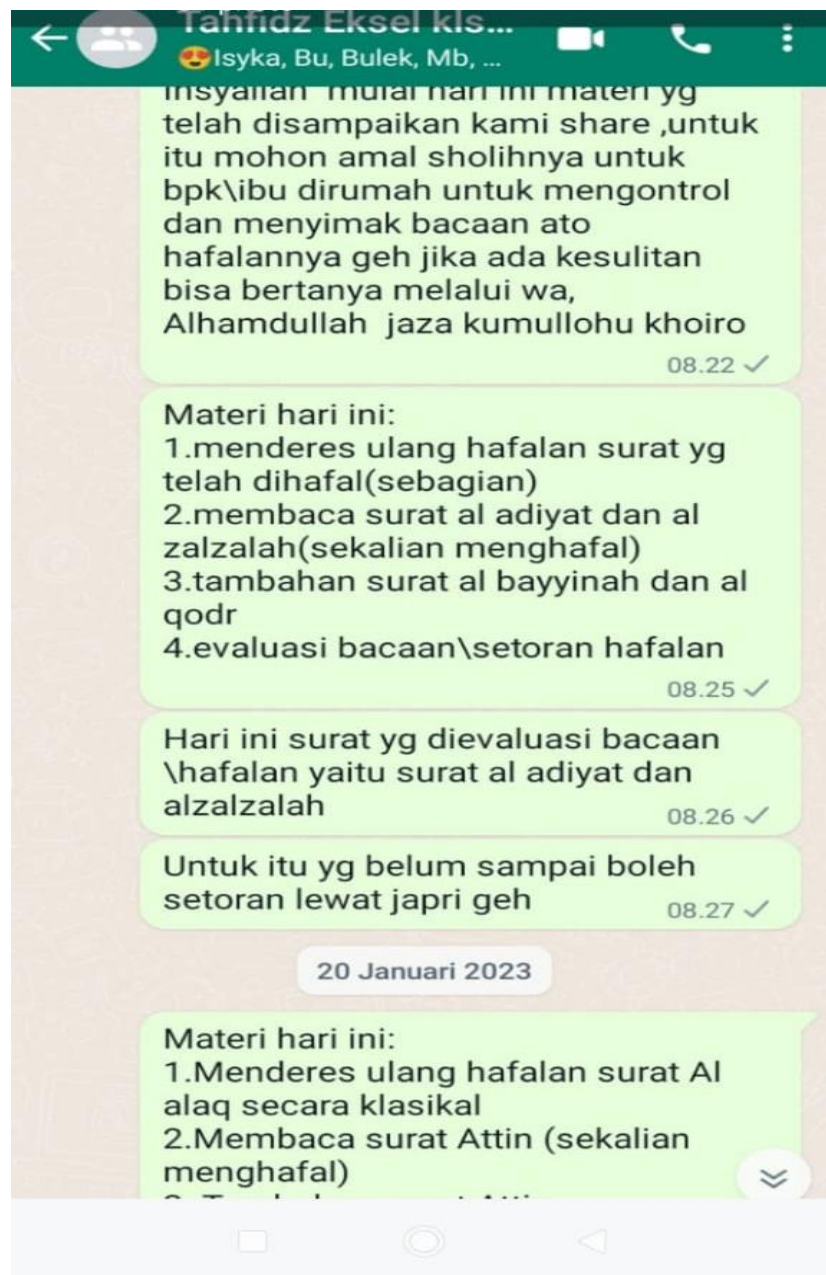 Tahfidz Eksel kls...
😍Isyka, Bu, Bulek, Mb, ...
Insyallah mulai hari ini materi yg
telah disampaikan kami share ,untuk
itu mohon amal sholihnya untuk
bpk\ibu dirumah untuk mengontrol
dan menyimak bacaan ato
hafalannya geh jika ada kesulitan
bisa bertanya melalui wa,
Alhamdullah jaza kumullohu khoiro
08.22
Materi hari ini:
1.menderes ulang hafalan surat yg
telah dihafal(sebagian)
2.membaca surat al adiyat dan al
zalzalah(sekalian menghafal)
3.tambahan surat al bayyinah dan al
qodr
4.evaluasi bacaan\setoran hafalan
08.25
Hari ini surat yg dievaluasi bacaan
\hafalan yaitu surat al adiyat dan
alzalzalah
08.26
Untuk itu yg belum sampai boleh
setoran lewat japri geh
08.27
20 Januari 2023
Materi hari ini:
1.Menderes ulang hafalan surat Al
alaq secara klasikal
2.Membaca surat Attin (sekalian
menghafal)